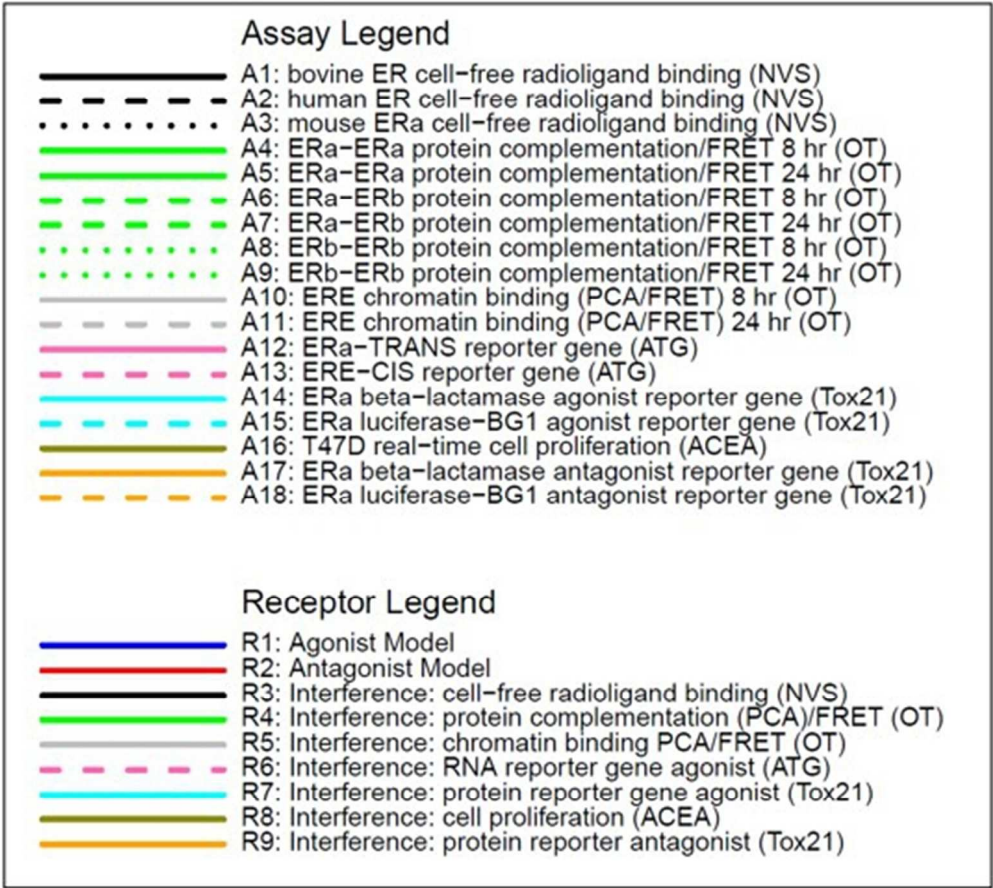 Assay Legend
A1: bovine ER cell−free radioligand binding (NVS)
A2: human ER cell−free radioligand binding (NVS)
A3: mouse ERa cell−free radioligand binding (NVS)
A4: ERa−ERa protein complementation/FRET 8 hr (OT)
A5: ERa−ERa protein complementation/FRET 24 hr (OT)
A6: ERa−ERb protein complementation/FRET 8 hr (OT)
A7: ERa−ERb protein complementation/FRET 24 hr (OT)
A8: ERb−ERb protein complementation/FRET 8 hr (OT)
A9: ERb−ERb protein complementation/FRET 24 hr (OT)
A10: ERE chromatin binding (PCA/FRET) 8 hr (OT)
A11: ERE chromatin binding (PCA/FRET) 24 hr (OT)
A12: ERa−TRANS reporter gene (ATG)
A13: ERE−CIS reporter gene (ATG)
A14: ERa beta−lactamase agonist reporter gene (Tox21)
A15: ERa luciferase−BG1 agonist reporter gene (Tox21)
A16: T47D real−time cell proliferation (ACEA)
A17: ERa beta−lactamase antagonist reporter gene (Tox21)
A18: ERa luciferase−BG1 antagonist reporter gene (Tox21)
Receptor Legend
R1: Agonist Model
R2: Antagonist Model
R3: Interference: cell−free radioligand binding (NVS)
R4: Interference: protein complementation (PCA)/FRET (OT)
R5: Interference: chromatin binding PCA/FRET (OT)
R6: Interference: RNA reporter gene agonist (ATG)
R7: Interference: protein reporter gene agonist (Tox21)
R8: Interference: cell proliferation (ACEA)
R9: Interference: protein reporter antagonist (Tox21)